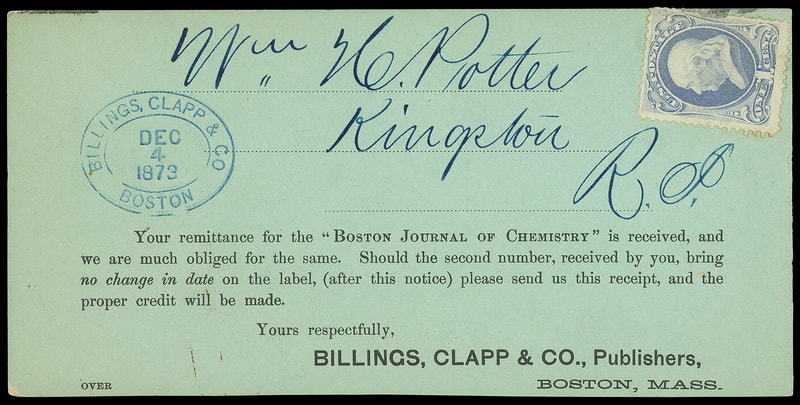 Wm H. Potter
Kingston
R. I.
U.S. POSTAGE
ONE CENT
BILLINGS, CLAPP & CO
DEC
4
1873
BOSTON
Your remittance for the "BOSTON JOURNAL OF CHEMISTRY" is received, and
we are much obliged for the same. Should the second number, received by you, bring
no change in date on the label, (after this notice) please send us this receipt, and the
proper credit will be made.
Yours respectfully,
BILLINGS, CLAPP & CO., Publishers,
OVER
BOSTON, MASS.